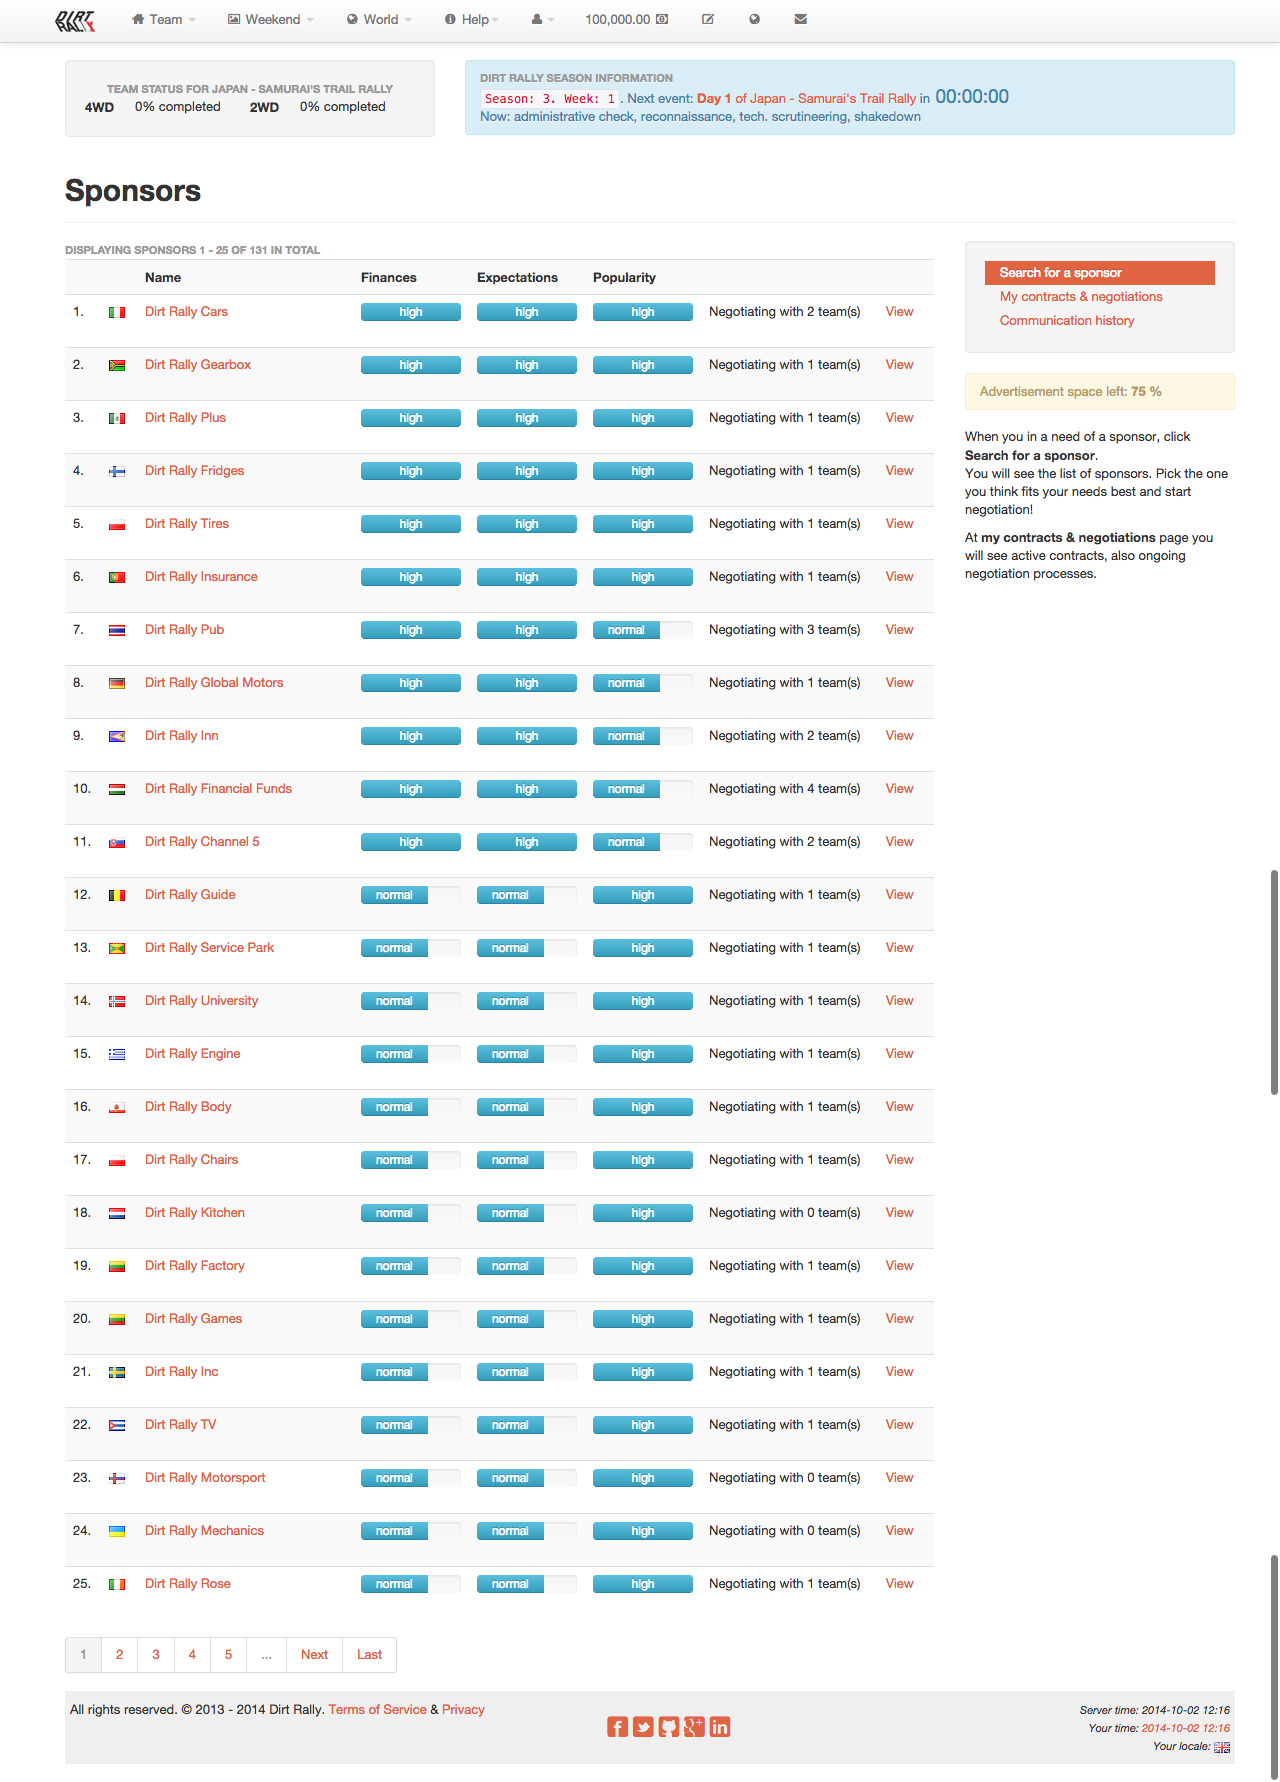 DIRT RALLY Team Weekend World Help 100,000.00
TEAM STATUS FOR JAPAN - SAMURAI'S TRAIL RALLY
4WD 0% completed 2WD 0% completed
DIRT RALLY SEASON INFORMATION
Season: 3. Week: 1. Next event: Day 1 of Japan - Samurai's Trail Rally in 00:00:00
Now: administrative check, reconnaissance, tech. scrutineering, shakedown
Sponsors
DISPLAYING SPONSORS 1 - 25 OF 131 IN TOTAL
Name Finances Expectations Popularity
1. Dirt Rally Cars high high high Negotiating with 2 team(s) View
2. Dirt Rally Gearbox high high high Negotiating with 1 team(s) View
3. Dirt Rally Plus high high high Negotiating with 1 team(s) View
4. Dirt Rally Fridges high high high Negotiating with 1 team(s) View
5. Dirt Rally Tires high high high Negotiating with 1 team(s) View
6. Dirt Rally Insurance high high high Negotiating with 1 team(s) View
7. Dirt Rally Pub high high normal Negotiating with 3 team(s) View
8. Dirt Rally Global Motors high high normal Negotiating with 1 team(s) View
9. Dirt Rally Inn high high normal Negotiating with 2 team(s) View
10. Dirt Rally Financial Funds high high normal Negotiating with 4 team(s) View
11. Dirt Rally Channel 5 high high normal Negotiating with 2 team(s) View
12. Dirt Rally Guide normal normal high Negotiating with 1 team(s) View
13. Dirt Rally Service Park normal normal high Negotiating with 1 team(s) View
14. Dirt Rally University normal normal high Negotiating with 1 team(s) View
15. Dirt Rally Engine normal normal high Negotiating with 1 team(s) View
16. Dirt Rally Body normal normal high Negotiating with 1 team(s) View
17. Dirt Rally Chairs normal normal high Negotiating with 1 team(s) View
18. Dirt Rally Kitchen normal normal high Negotiating with 0 team(s) View
19. Dirt Rally Factory normal normal high Negotiating with 1 team(s) View
20. Dirt Rally Games normal normal high Negotiating with 1 team(s) View
21. Dirt Rally Inc normal normal high Negotiating with 1 team(s) View
22. Dirt Rally TV normal normal high Negotiating with 1 team(s) View
23. Dirt Rally Motorsport normal normal high Negotiating with 0 team(s) View
24. Dirt Rally Mechanics normal normal high Negotiating with 0 team(s) View
25. Dirt Rally Rose normal normal high Negotiating with 1 team(s) View
1 2 3 4 5 ... Next Last
Search for a sponsor
My contracts & negotiations
Communication history
Advertisement space left: 75 %
When you in a need of a sponsor, click
Search for a sponsor.
You will see the list of sponsors. Pick the one
you think fits your needs best and start
negotiation!
At my contracts & negotiations page you
will see active contracts, also ongoing
negotiation processes.
All rights reserved. © 2013 - 2014 Dirt Rally. Terms of Service & Privacy
Server time: 2014-10-02 12:16
Your time: 2014-10-02 12:16
Your locale: